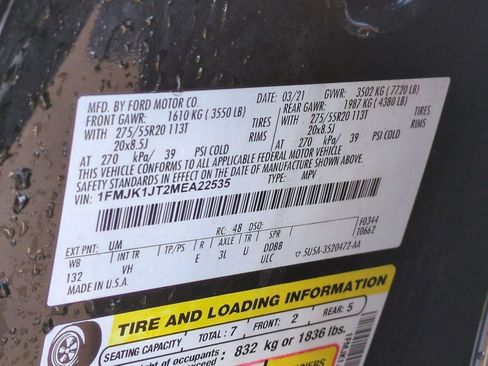 MFD. BY FORD MOTOR CO.
DATE: 03/21 GVWR: 3502 KG (7720 LB)
FRONT GAWR: 1610 KG (3550 LB) REAR GAWR: 1987 KG (4380 LB)
WITH 275/55R20 113T TIRES WITH 275/55R20 113T TIRES
20x8.5J RIMS 20x8.5J RIMS
AT 270 kPa/ 39 PSI COLD AT 270 kPa/ 39 PSI COLD
THIS VEHICLE CONFORMS TO ALL APPLICABLE FEDERAL MOTOR VEHICLE
SAFETY STANDARDS IN EFFECT ON THE DATE OF MANUFACTURE SHOWN ABOVE.
VIN: 1FMJK1JT2MEA22535 TYPE: MPV
EXT PNT: UM RC: 48 DSO: F0344
WB INT TR TP/PS R AXLE TR SPR T0662
132 VH E 3L U DDBB
ULC
MADE IN U.S.A. SU5A-3520472-AA
TIRE AND LOADING INFORMATION
SEATING CAPACITY TOTAL: 7 FRONT: 2 REAR: 5
weight of occupants
exceed 832 kg or 1836 lbs.